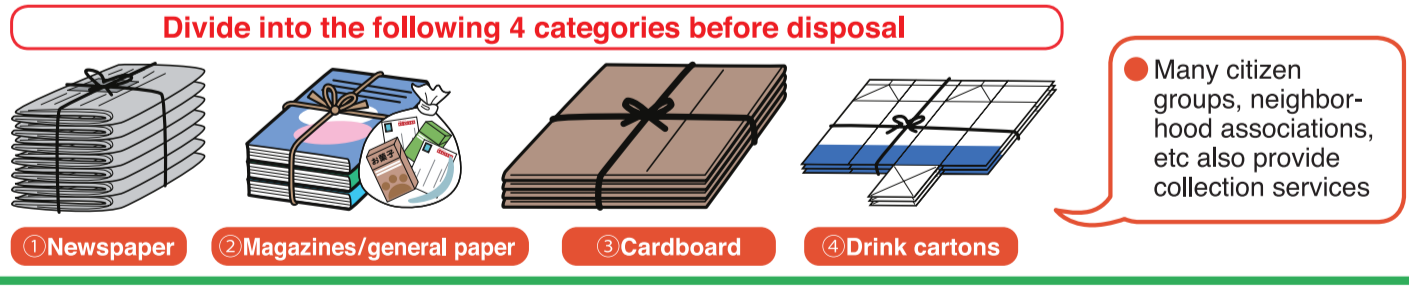 Divide into the following 4 categories before disposal
お菓子
①Newspaper
②Magazines/general paper
③Cardboard
④Drink cartons
Many citizen
groups, neighbor-
hood associations,
etc also provide
collection services